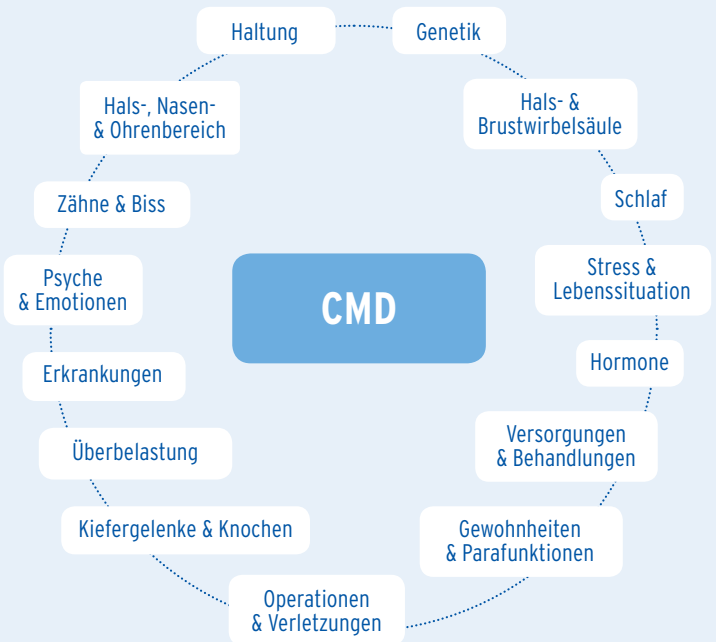 Haltung
Genetik
Hals-, Nasen-
& Ohrenbereich
Hals- &
Brustwirbelsäule
Zähne & Biss
Schlaf
Psyche
& Emotionen
CMD
Stress &
Lebenssituation
Erkrankungen
Hormone
Überbelastung
Versorgungen
& Behandlungen
Kiefergelenke & Knochen
Gewohnheiten
& Parafunktionen
Operationen
& Verletzungen